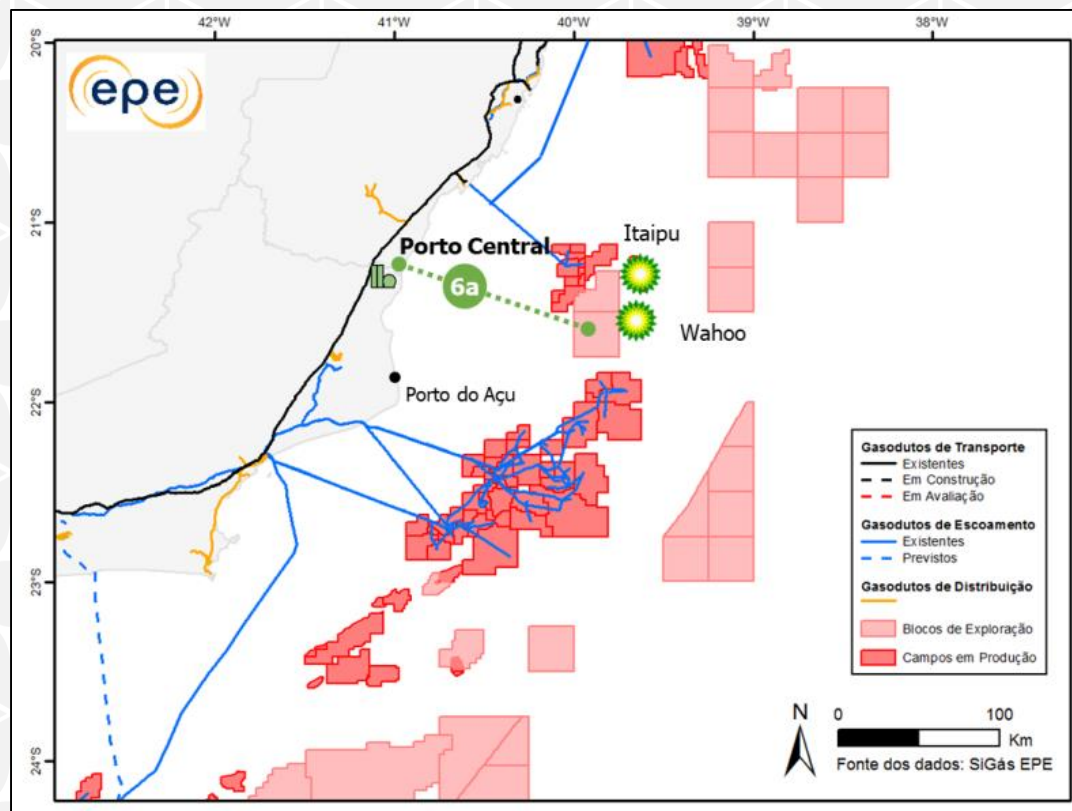 42°W
41°W
40°W
39°W
38°W
20°S
epe
21°S
Itaipu
Porto Central
6a
Wahoo
22°S
Porto do Açu
Gasodutos de Transporte
Existentes
Em Construção
Em Avaliação
Gasodutos de Escoamento
Existentes
Previstos
Gasodutos de Distribuição
Blocos de Exploração
Campos em Produção
23°S
24°S
N
0 100
Km
Fonte dos dados: SiGás EPE